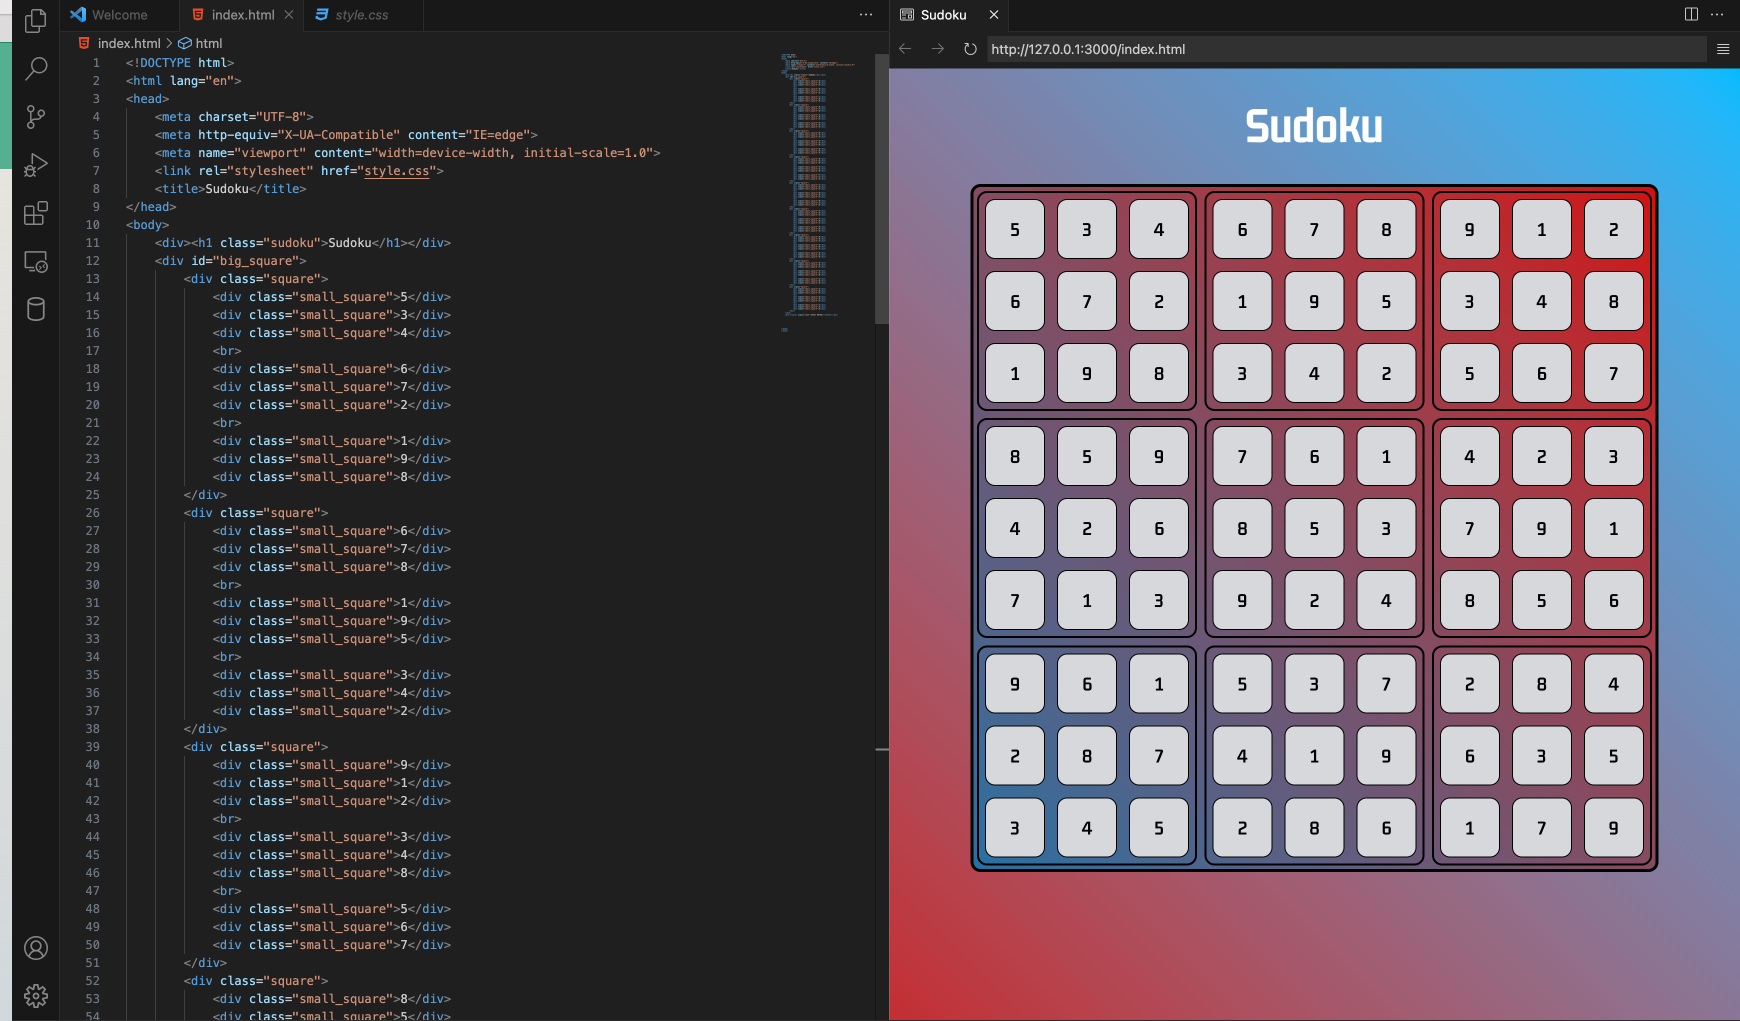 Welcome
index.html
style.css
index.html > html
1 <!DOCTYPE html>
2 <html lang="en">
3 <head>
4 <meta charset="UTF-8">
5 <meta http-equiv="X-UA-Compatible" content="IE=edge">
6 <meta name="viewport" content="width=device-width, initial-scale=1.0">
7 <link rel="stylesheet" href="style.css">
8 <title>Sudoku</title>
9 </head>
10 <body>
11 <div><h1 class="sudoku">Sudoku</h1></div>
12 <div id="big_square">
13 <div class="square">
14 <div class="small_square">5</div>
15 <div class="small_square">3</div>
16 <div class="small_square">4</div>
17 <br>
18 <div class="small_square">6</div>
19 <div class="small_square">7</div>
20 <div class="small_square">2</div>
21 <br>
22 <div class="small_square">1</div>
23 <div class="small_square">9</div>
24 <div class="small_square">8</div>
25 </div>
26 <div class="square">
27 <div class="small_square">6</div>
28 <div class="small_square">7</div>
29 <div class="small_square">8</div>
30 <br>
31 <div class="small_square">1</div>
32 <div class="small_square">9</div>
33 <div class="small_square">5</div>
34 <br>
35 <div class="small_square">3</div>
36 <div class="small_square">4</div>
37 <div class="small_square">2</div>
38 </div>
39 <div class="square">
40 <div class="small_square">9</div>
41 <div class="small_square">1</div>
42 <div class="small_square">2</div>
43 <br>
44 <div class="small_square">3</div>
45 <div class="small_square">4</div>
46 <div class="small_square">8</div>
47 <br>
48 <div class="small_square">5</div>
49 <div class="small_square">6</div>
50 <div class="small_square">7</div>
51 </div>
52 <div class="square">
53 <div class="small_square">8</div>
54 <div class="small_square">5</div>
Sudoku
http://127.0.0.1:3000/index.html
Sudoku
5 3 4 6 7 8 9 1 2
6 7 2 1 9 5 3 4 8
1 9 8 3 4 2 5 6 7
8 5 9 7 6 1 4 2 3
4 2 6 8 5 3 7 9 1
7 1 3 9 2 4 8 5 6
9 6 1 5 3 7 2 8 4
2 8 7 4 1 9 6 3 5
3 4 5 2 8 6 1 7 9